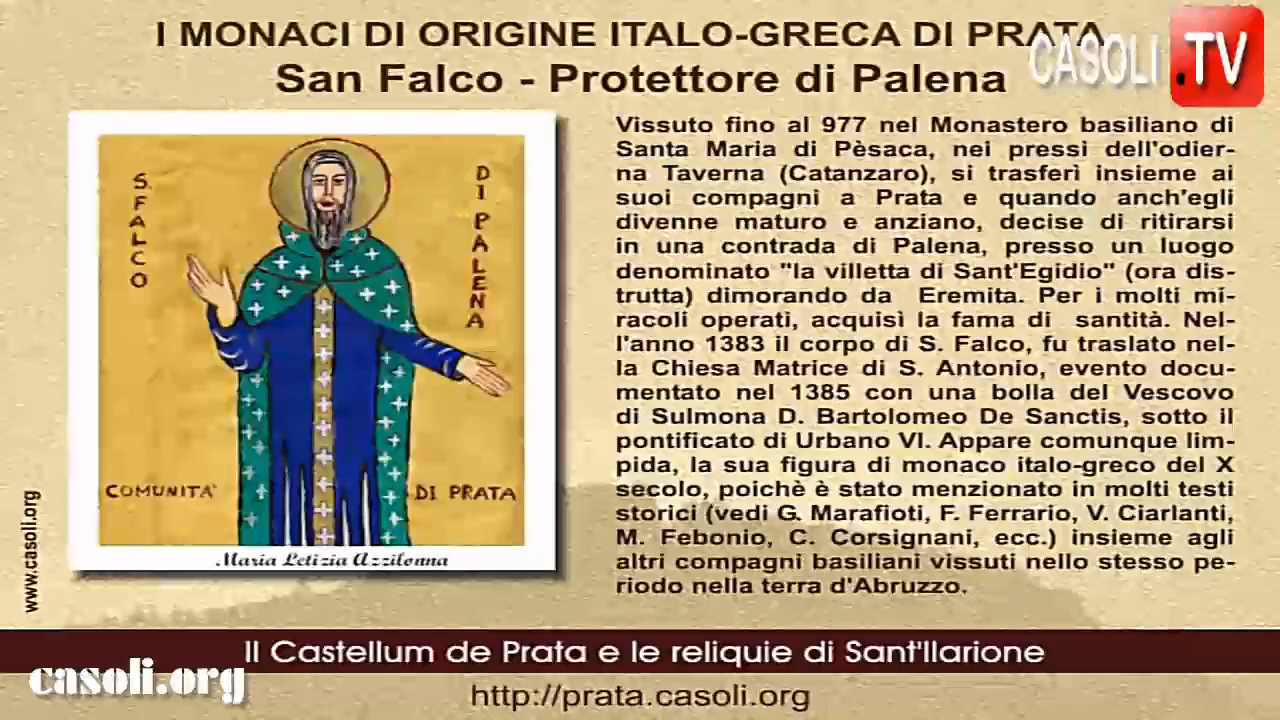 I MONACI DI ORIGINE ITALO-GRECA DI PRATA
San Falco - Protettore di Palena
CASOLI .TV
S. FALCO
DI PALENA
COMUNITA' DI PRATA
Maria Letizia Azzilonna
www.casoli.org
Vissuto fino al 977 nel Monastero basiliano di
Santa Maria di Pèsaca, nei pressi dell'odier-
na Taverna (Catanzaro), si trasferì insieme ai
suoi compagni a Prata e quando anch'egli
divenne maturo e anziano, decise di ritirarsi
in una contrada di Palena, presso un luogo
denominato "la villetta di Sant'Egidio" (ora dis-
trutta) dimorando da Eremita. Per i molti mi-
racoli operati, acquisì la fama di santità. Nel-
l'anno 1383 il corpo di S. Falco, fu traslato nel-
la Chiesa Matrice di S. Antonio, evento docu-
mentato nel 1385 con una bolla del Vescovo
di Sulmona D. Bartolomeo De Sanctis, sotto il
pontificato di Urbano VI. Appare comunque lim-
pida, la sua figura di monaco italo-greco del X
secolo, poichè è stato menzionato in molti testi
storici (vedi G. Marafioti, F. Ferrario, V. Ciarlanti,
M. Febonio, C. Corsignani, ecc.) insieme agli
altri compagni basiliani vissuti nello stesso pe-
riodo nella terra d'Abruzzo.
Il Castellum de Prata e le reliquie di Sant'Ilarione
casoli.org
http://prata.casoli.org